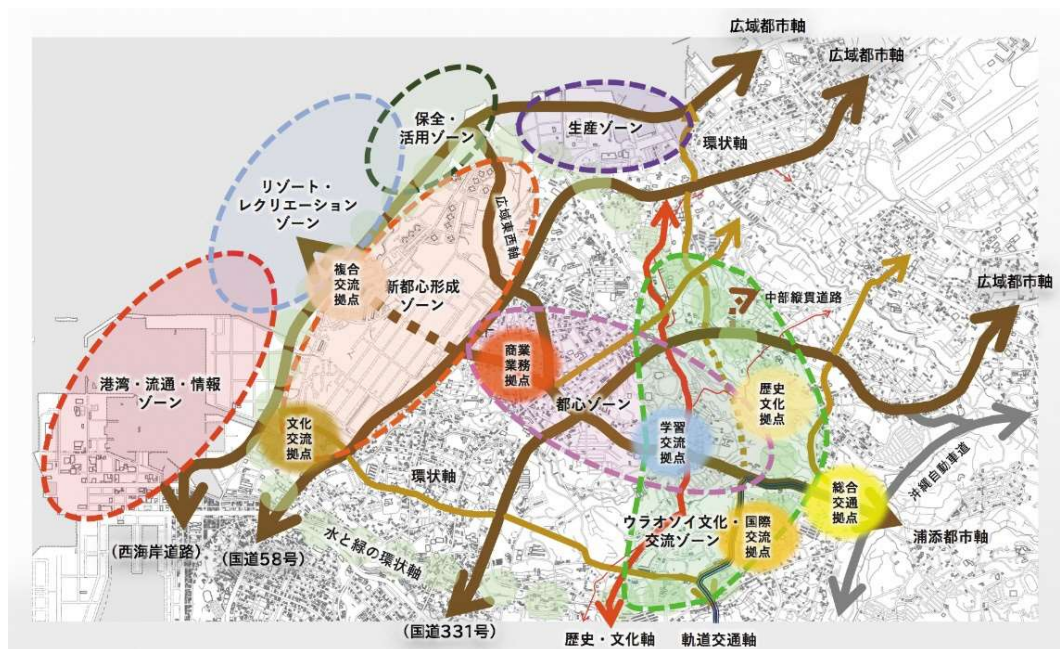 広域都市軸
広域都市軸
保全・
活用ゾーン
生産ゾーン
環状軸
リゾート・
レクリエーション
ゾーン
広域東西軸
複合
交流
拠点
新都心形成
ゾーン
中部縦貫道路
広域都市軸
商業
業務
拠点
港湾・流通・情報
ゾーン
都心ゾーン
歴史
文化
拠点
文化
交流
拠点
学習
交流
拠点
環状軸
沖縄自動車道
総合
交通
拠点
ウラオソイ文化・
交流ゾーン
国際
交流
拠点
浦添都市軸
(西海岸道路)
(国道58号)
水と緑の環状軸
(国道331号)
歴史・文化軸
軌道交通軸